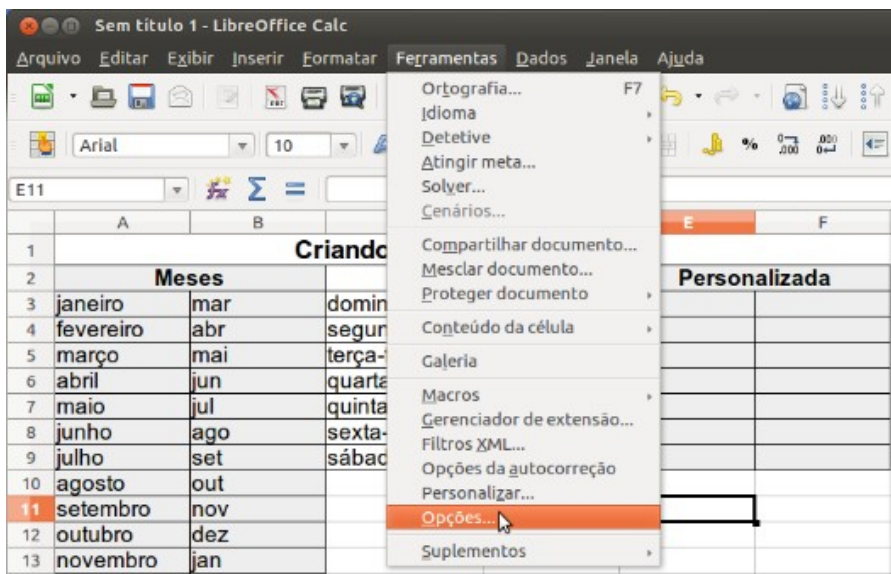 Sem título 1 - LibreOffice Calc
Arquivo Editar Exibir Inserir Formatar Ferramentas Dados Janela Ajuda
Ortografia... F7
Idioma
Detetive
Atingir meta...
Solver...
Cenários...
Compartilhar documento...
Mesclar documento...
Proteger documento
Conteúdo da célula
Galeria
Macros
Gerenciador de extensão...
Filtros XML...
Opções da autocorreção
Personalizar...
Opções...
Suplementos
Arial 10 %
E11
A B E F
1 Criando
2 Meses Personalizada
3 janeiro mar domin
4 fevereiro abr segun
5 março mai terça-
6 abril jun quarta
7 maio jul quinta
8 junho ago sexta-
9 julho set sábad
10 agosto out
11 setembro nov
12 outubro dez
13 novembro jan